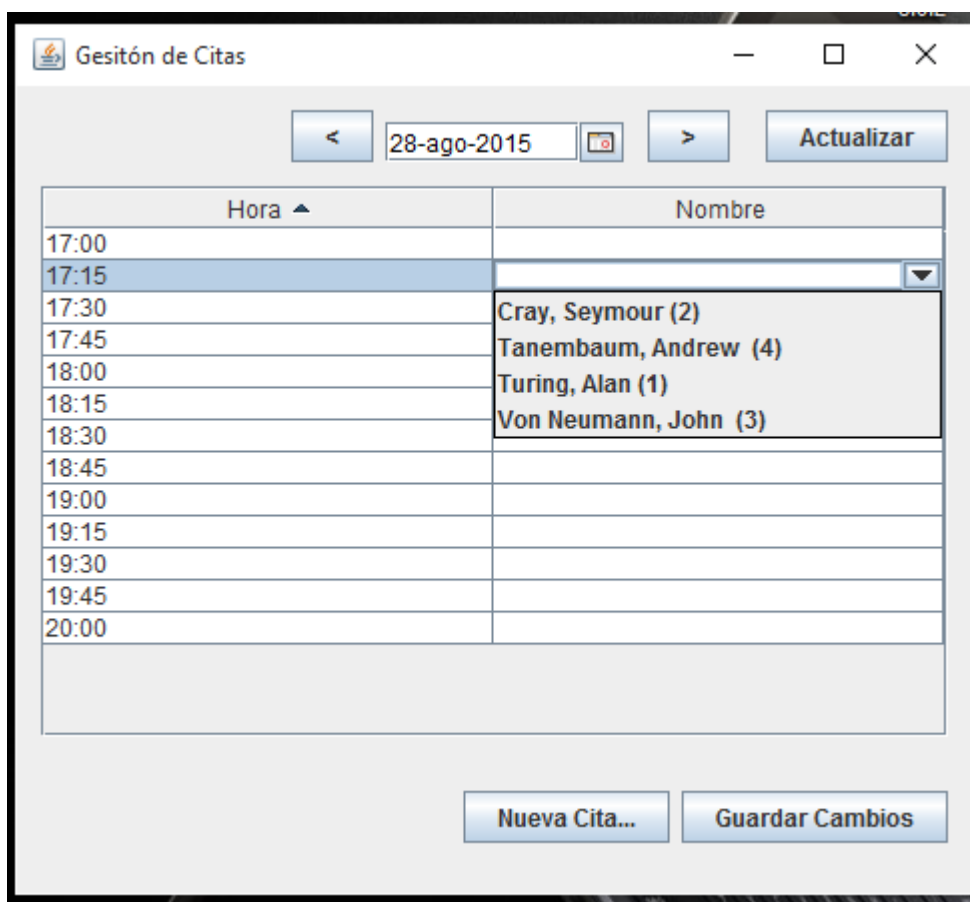 Gesitón de Citas
< 28-ago-2015 > Actualizar
Hora Nombre
17:00
17:15
17:30
Cray, Seymour (2)
17:45
Tanembaum, Andrew (4)
18:00
Turing, Alan (1)
18:15
Von Neumann, John (3)
18:30
18:45
19:00
19:15
19:30
19:45
20:00
Nueva Cita... Guardar Cambios